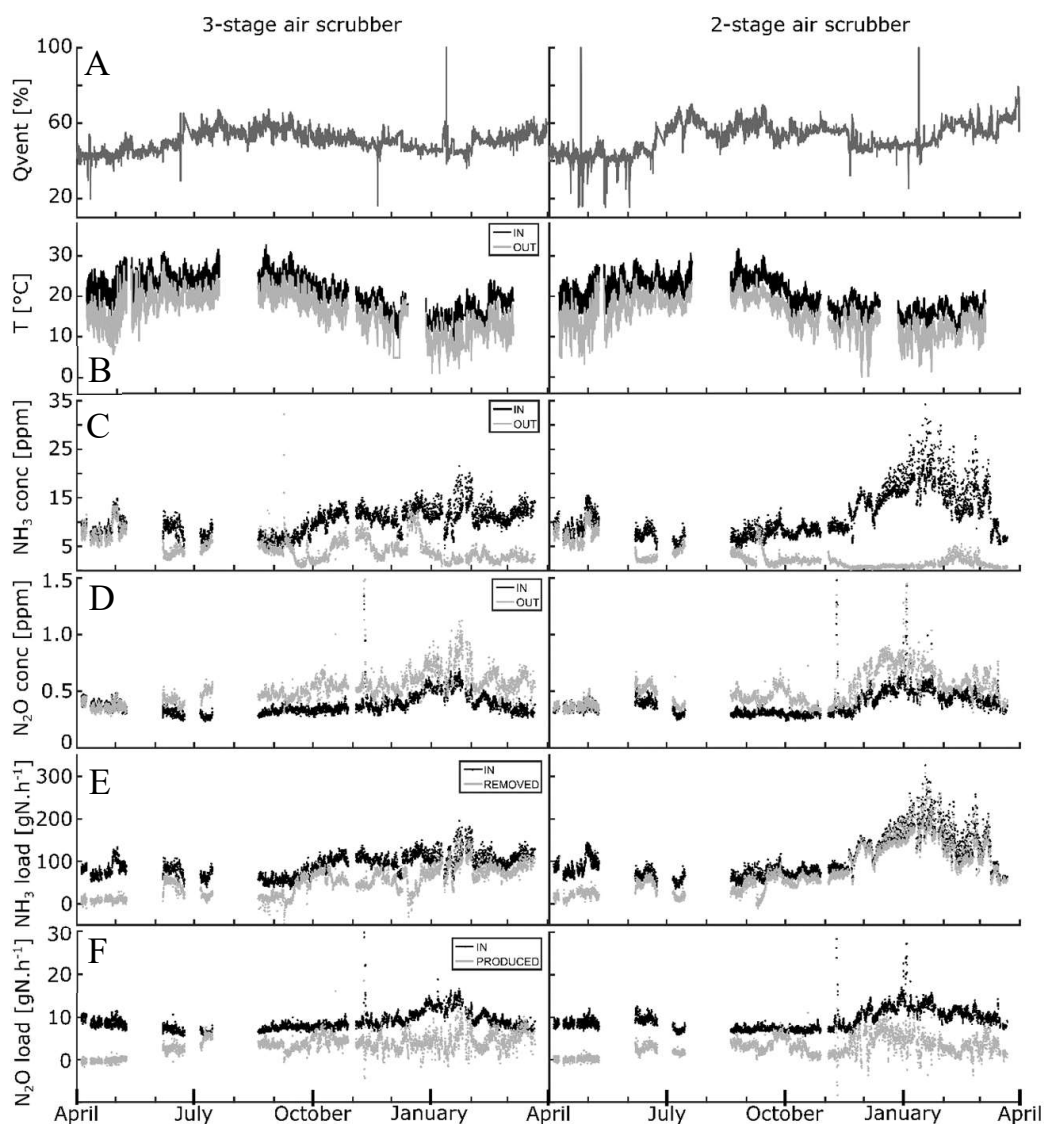 3-stage air scrubber 2-stage air scrubber
A
Qvent [%]
100
60
20
B
T [°C]
30
20
10
0
IN
OUT
IN
OUT
C
NH₃ conc [ppm]
35
25
15
5
IN
OUT
D
N₂O conc [ppm]
1.5
1.0
0.5
0
IN
OUT
IN
OUT
E
NH₃ load [gN.h⁻¹]
300
200
100
0
IN
REMOVED
F
N₂O load [gN.h⁻¹]
30
20
10
0
IN
PRODUCED
April July October January April July October January April